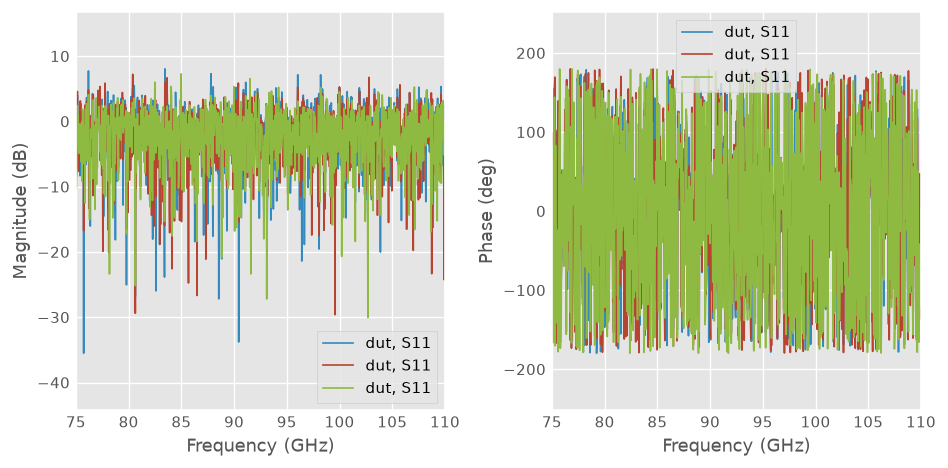 10
0
−10
−20
−30
−40
Magnitude (dB)
75
80
85
90
95
100
105
110
Frequency (GHz)
dut, S11
dut, S11
dut, S11
200
100
0
−100
−200
Phase (deg)
75
80
85
90
95
100
105
110
Frequency (GHz)
dut, S11
dut, S11
dut, S11